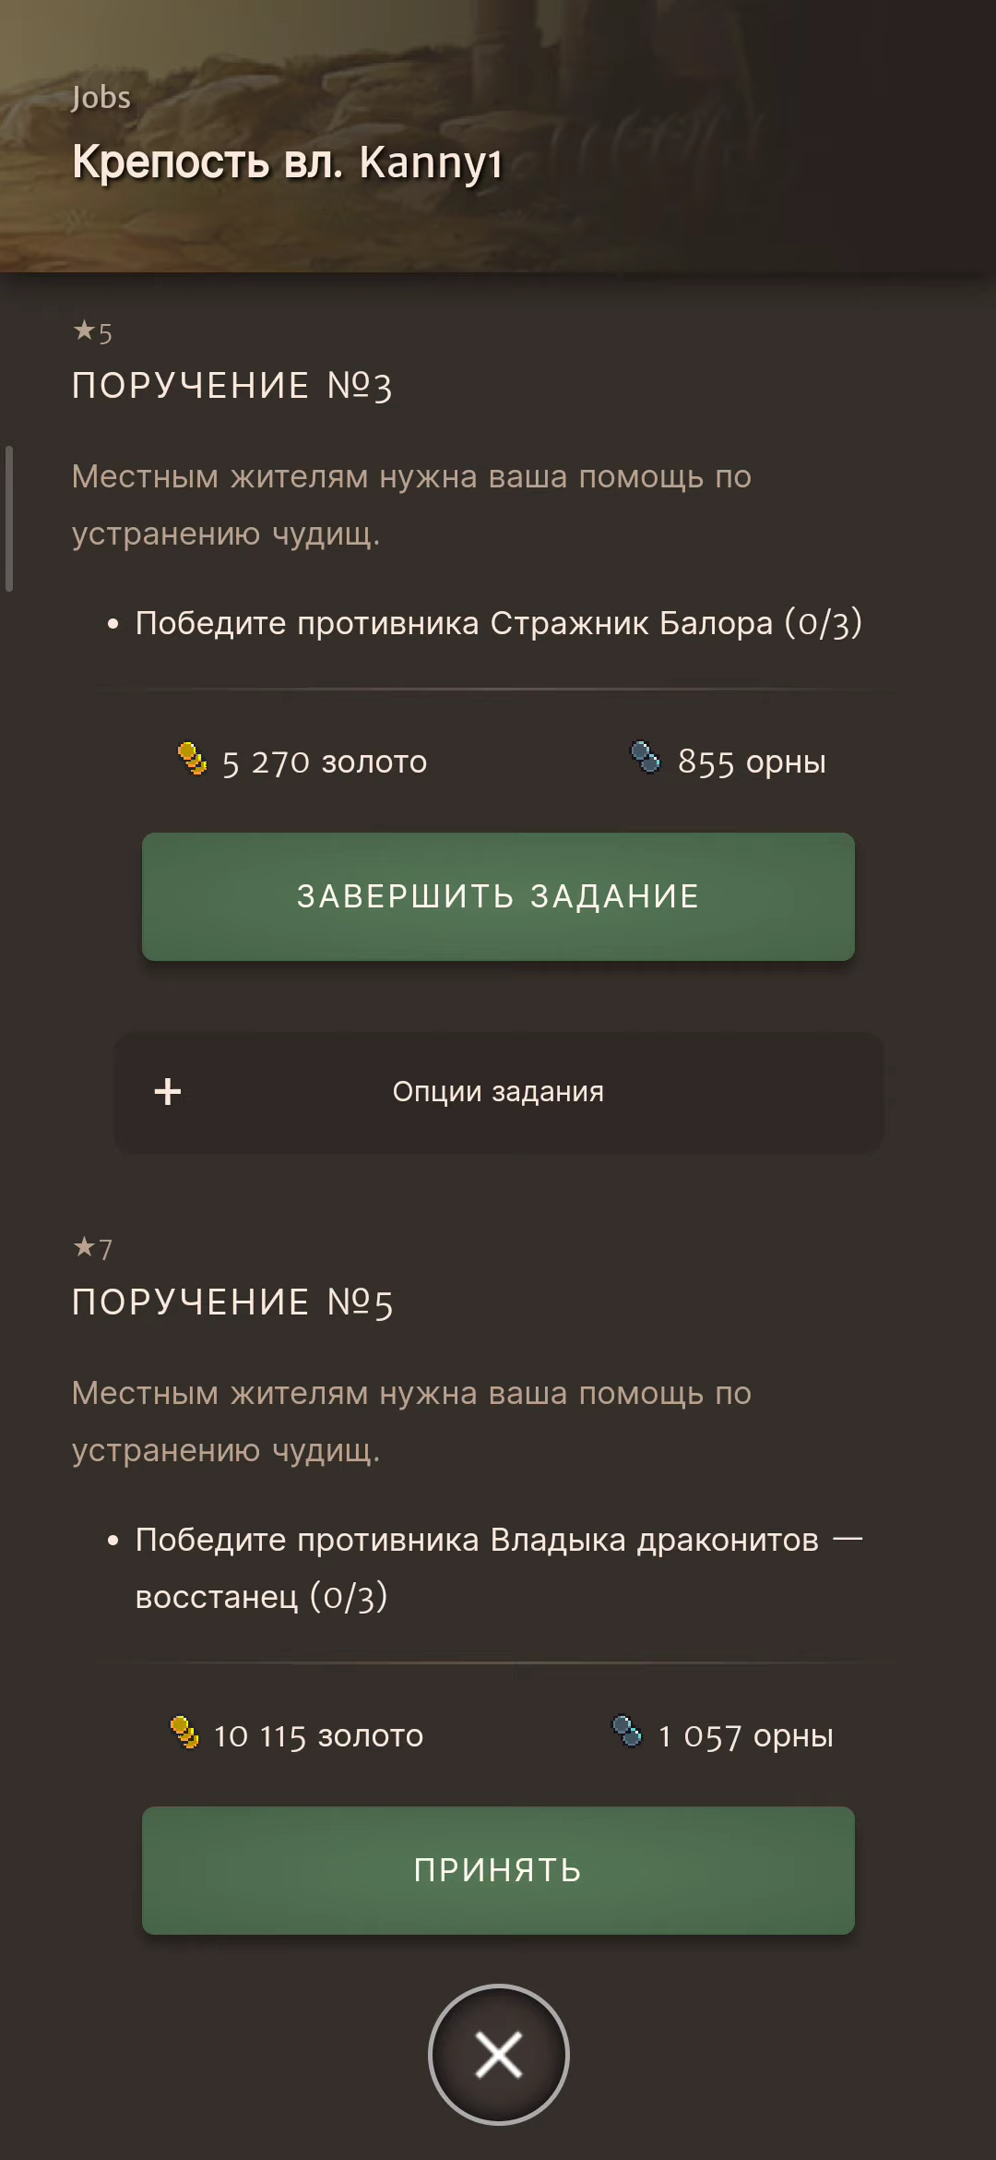 Jobs
Крепость вл. Kanny1
★5
ПОРУЧЕНИЕ №3
Местным жителям нужна ваша помощь по
устранению чудищ.
• Победите противника Стражник Балора (0/3)
5 270 золото
855 орны
ЗАВЕРШИТЬ ЗАДАНИЕ
+ Опции задания
★7
ПОРУЧЕНИЕ №5
Местным жителям нужна ваша помощь по
устранению чудищ.
• Победите противника Владыка драконитов —
восстанец (0/3)
10 115 золото
1 057 орны
ПРИНЯТЬ